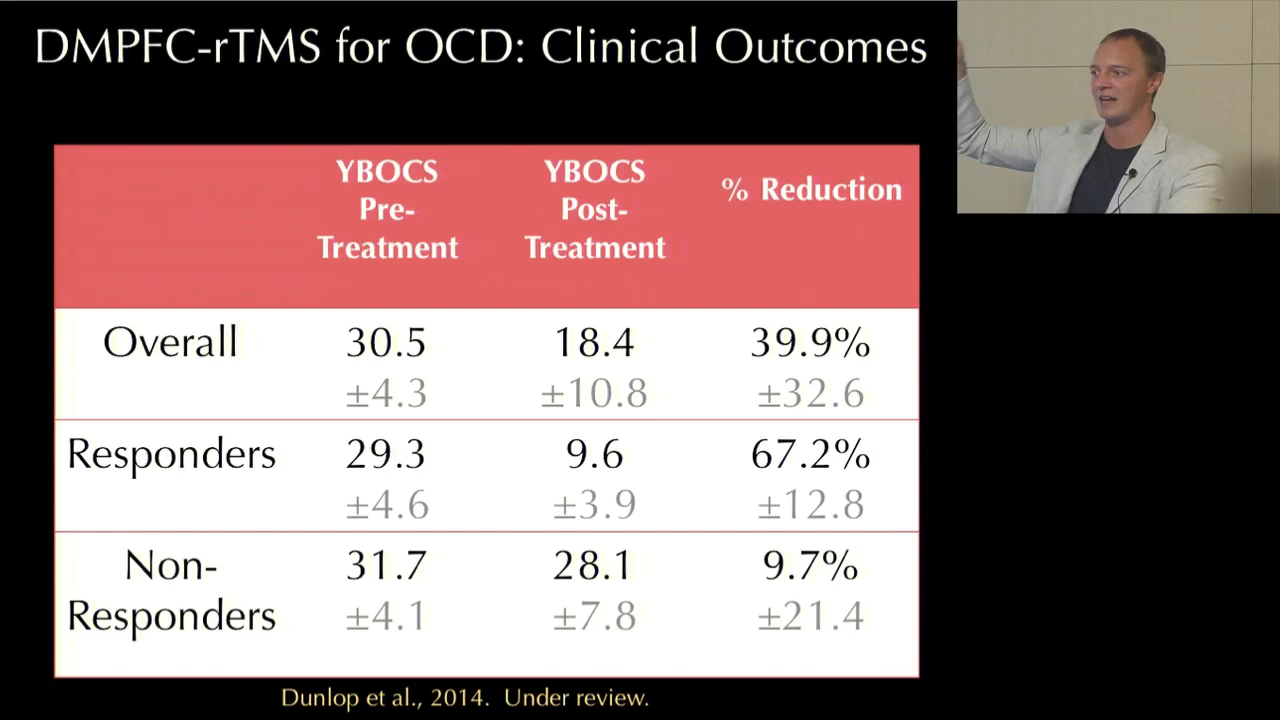 DMPFC-rTMS for OCD: Clinical Outcomes
YBOCS
Pre-
Treatment
YBOCS
Post-
Treatment
% Reduction
Overall 30.5 18.4 39.9%
±4.3 ±10.8 ±32.6
Responders 29.3 9.6 67.2%
±4.6 ±3.9 ±12.8
Non- 31.7 28.1 9.7%
Responders ±4.1 ±7.8 ±21.4
Dunlop et al., 2014. Under review.